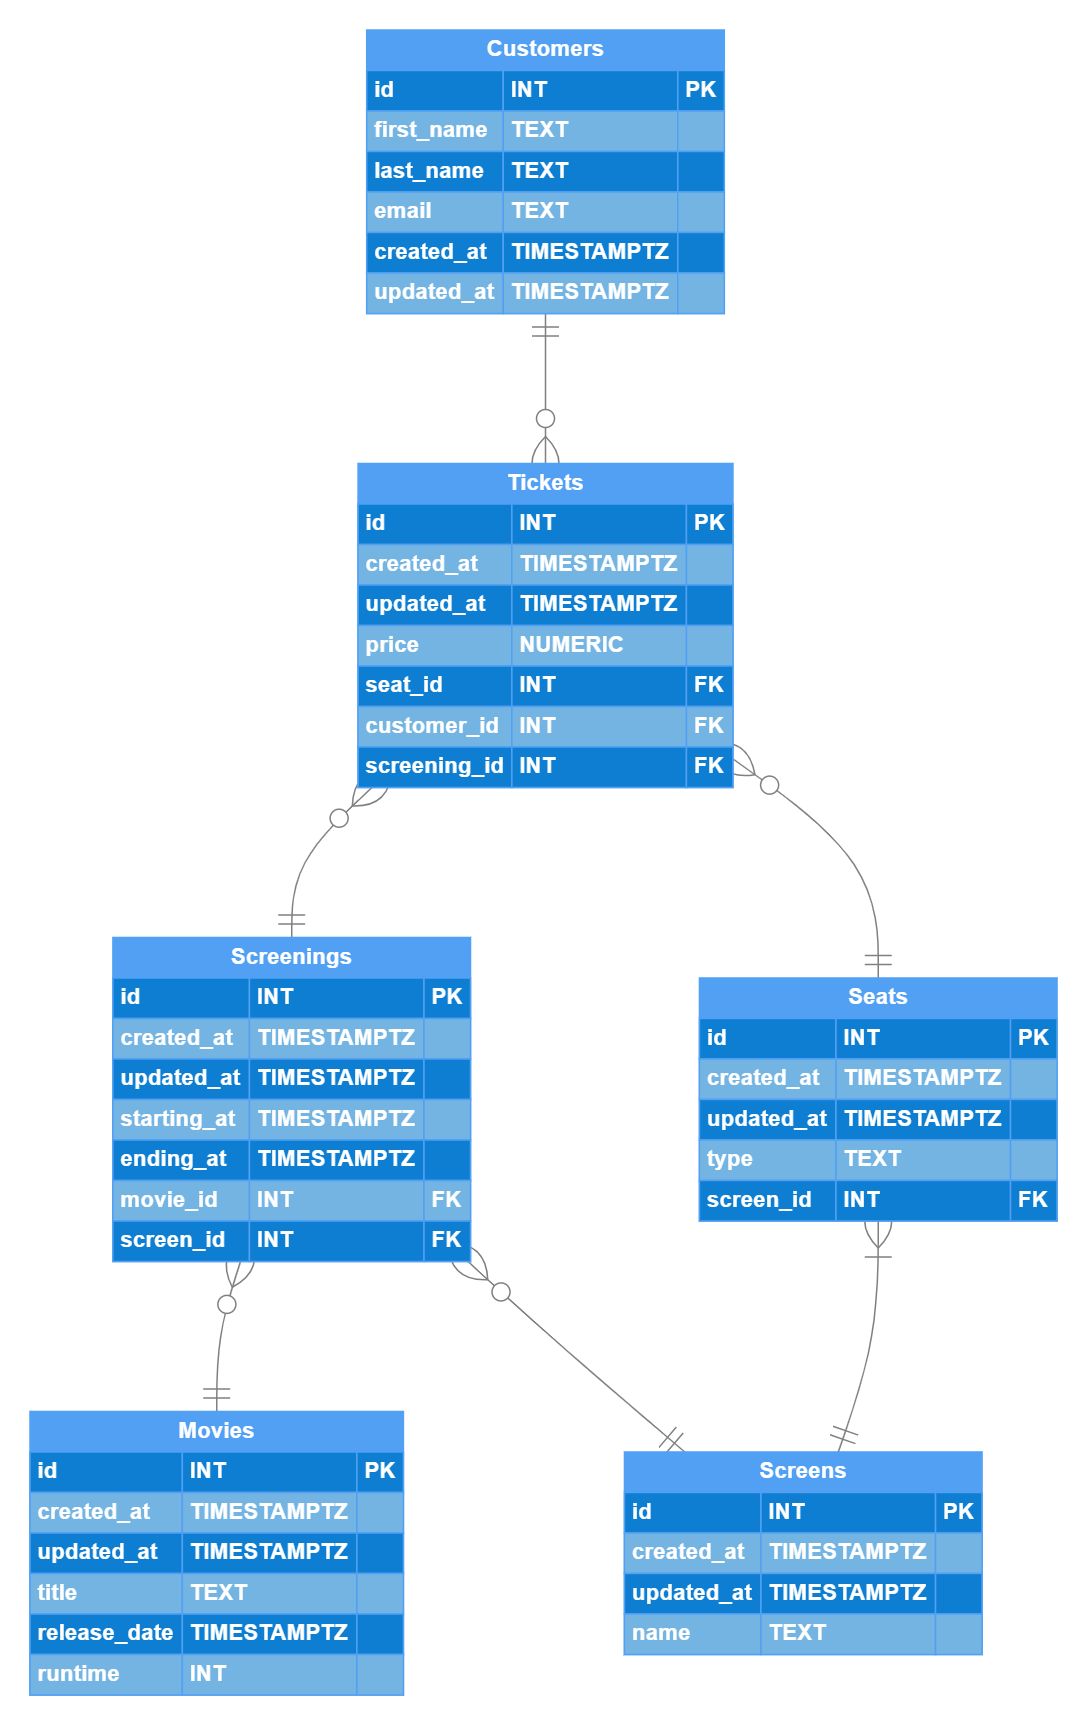 Customers
id INT PK
first_name TEXT
last_name TEXT
email TEXT
created_at TIMESTAMPTZ
updated_at TIMESTAMPTZ
Tickets
id INT PK
created_at TIMESTAMPTZ
updated_at TIMESTAMPTZ
price NUMERIC
seat_id INT FK
customer_id INT FK
screening_id INT FK
Screenings
id INT PK
created_at TIMESTAMPTZ
updated_at TIMESTAMPTZ
starting_at TIMESTAMPTZ
ending_at TIMESTAMPTZ
movie_id INT FK
screen_id INT FK
Seats
id INT PK
created_at TIMESTAMPTZ
updated_at TIMESTAMPTZ
type TEXT
screen_id INT FK
Movies
id INT PK
created_at TIMESTAMPTZ
updated_at TIMESTAMPTZ
title TEXT
release_date TIMESTAMPTZ
runtime INT
Screens
id INT PK
created_at TIMESTAMPTZ
updated_at TIMESTAMPTZ
name TEXT